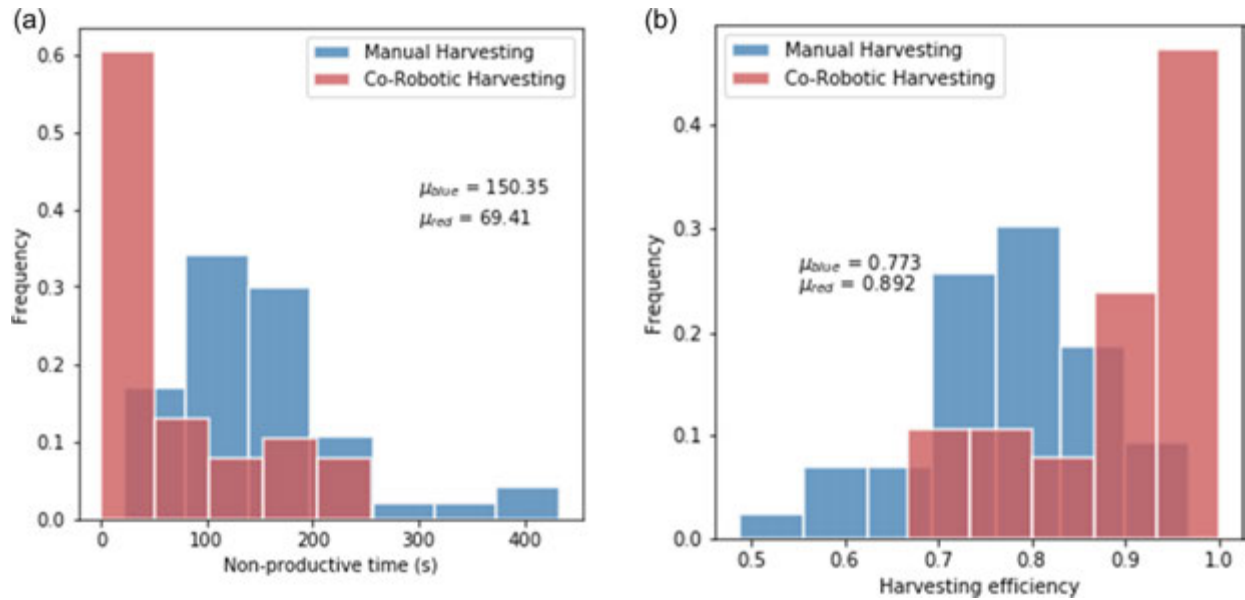 (a)
Manual Harvesting
Co-Robotic Harvesting
μblue = 150.35
μred = 69.41
Frequency
0.6
0.5
0.4
0.3
0.2
0.1
0.0
0 100 200 300 400
Non-productive time (s)
(b)
Manual Harvesting
Co-Robotic Harvesting
μblue = 0.773
μred = 0.892
Frequency
0.4
0.3
0.2
0.1
0.0
0.5 0.6 0.7 0.8 0.9 1.0
Harvesting efficiency